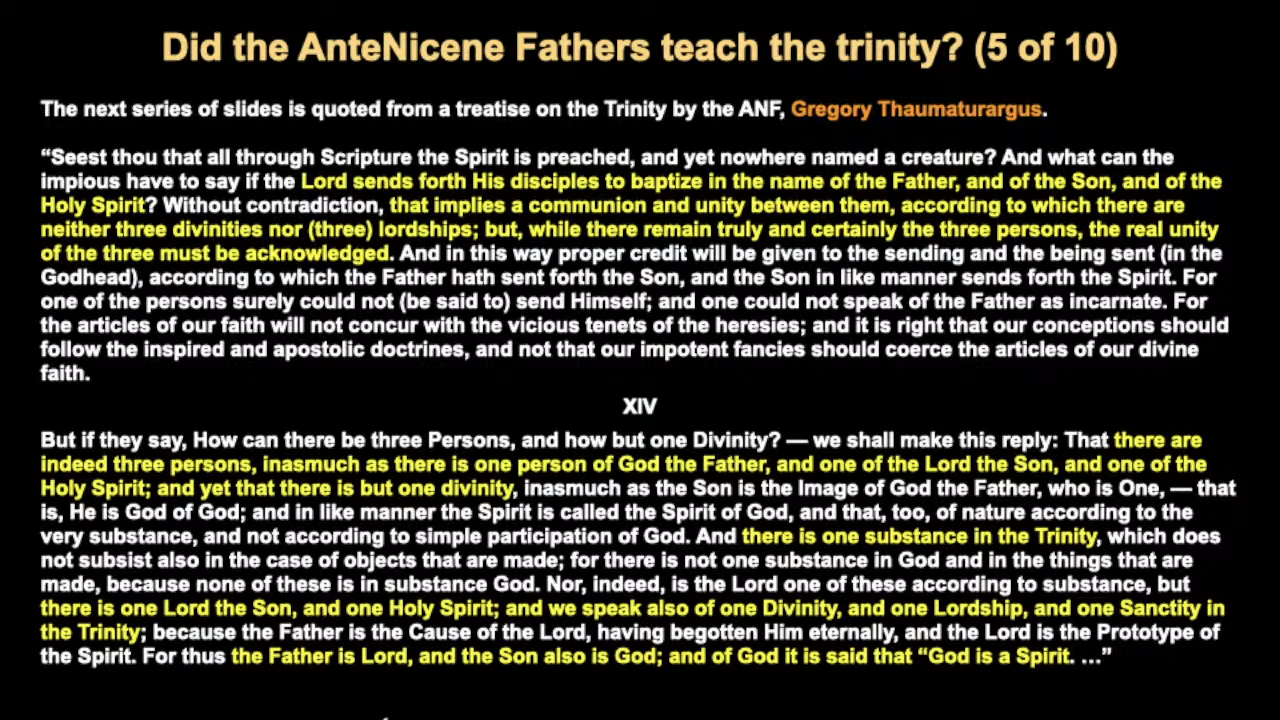 Did the AnteNicene Fathers teach the trinity? (5 of 10)
The next series of slides is quoted from a treatise on the Trinity by the ANF, Gregory Thaumaturargus.
“Seest thou that all through Scripture the Spirit is preached, and yet nowhere named a creature? And what can the
impious have to say if the Lord sends forth His disciples to baptize in the name of the Father, and of the Son, and of the
Holy Spirit? Without contradiction, that implies a communion and unity between them, according to which there are
neither three divinities nor (three) lordships; but, while there remain truly and certainly the three persons, the real unity
of the three must be acknowledged. And in this way proper credit will be given to the sending and the being sent (in the
Godhead), according to which the Father hath sent forth the Son, and the Son in like manner sends forth the Spirit. For
one of the persons surely could not (be said to) send Himself; and one could not speak of the Father as incarnate. For
the articles of our faith will not concur with the vicious tenets of the heresies; and it is right that our conceptions should
follow the inspired and apostolic doctrines, and not that our impotent fancies should coerce the articles of our divine
faith.
XIV
But if they say, How can there be three Persons, and how but one Divinity? — we shall make this reply: That there are
indeed three persons, inasmuch as there is one person of God the Father, and one of the Lord the Son, and one of the
Holy Spirit; and yet that there is but one divinity, inasmuch as the Son is the Image of God the Father, who is One, — that
is, He is God of God; and in like manner the Spirit is called the Spirit of God, and that, too, of nature according to the
very substance, and not according to simple participation of God. And there is one substance in the Trinity, which does
not subsist also in the case of objects that are made; for there is not one substance in God and in the things that are
made, because none of these is in substance God. Nor, indeed, is the Lord one of these according to substance, but
there is one Lord the Son, and one Holy Spirit; and we speak also of one Divinity, and one Lordship, and one Sanctity in
the Trinity; because the Father is the Cause of the Lord, having begotten Him eternally, and the Lord is the Prototype of
the Spirit. For thus the Father is Lord, and the Son also is God; and of God it is said that “God is a Spirit. …”